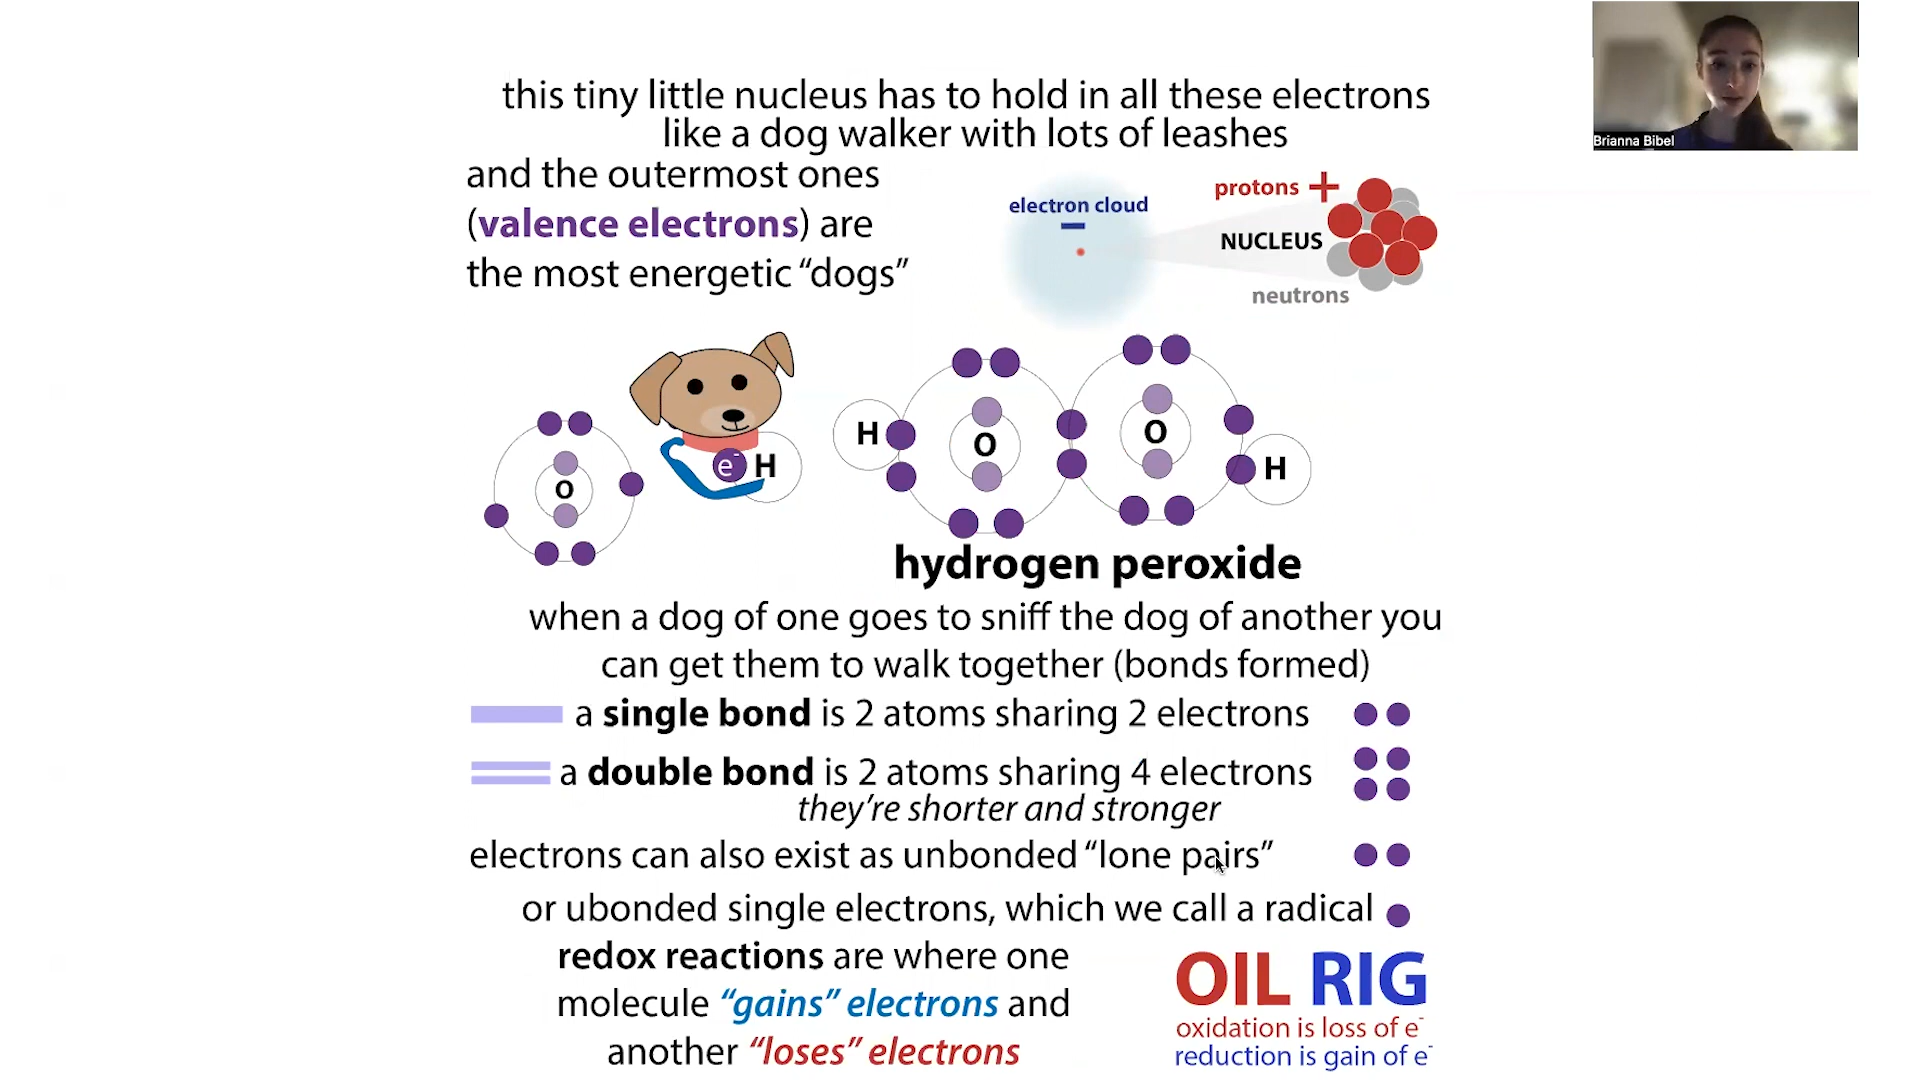 this tiny little nucleus has to hold in all these electrons
like a dog walker with lots of leashes
and the outermost ones
(valence electrons) are
the most energetic “dogs”
electron cloud
−
protons +
NUCLEUS
neutrons
O
e⁻ H
H O O H
hydrogen peroxide
when a dog of one goes to sniff the dog of another you
can get them to walk together (bonds formed)
a single bond is 2 atoms sharing 2 electrons
a double bond is 2 atoms sharing 4 electrons
they’re shorter and stronger
electrons can also exist as unbonded “lone pairs”
or ubonded single electrons, which we call a radical
redox reactions are where one
molecule “gains” electrons and
another “loses” electrons
OIL RIG
oxidation is loss of e⁻
reduction is gain of e⁻
Brianna Bibel